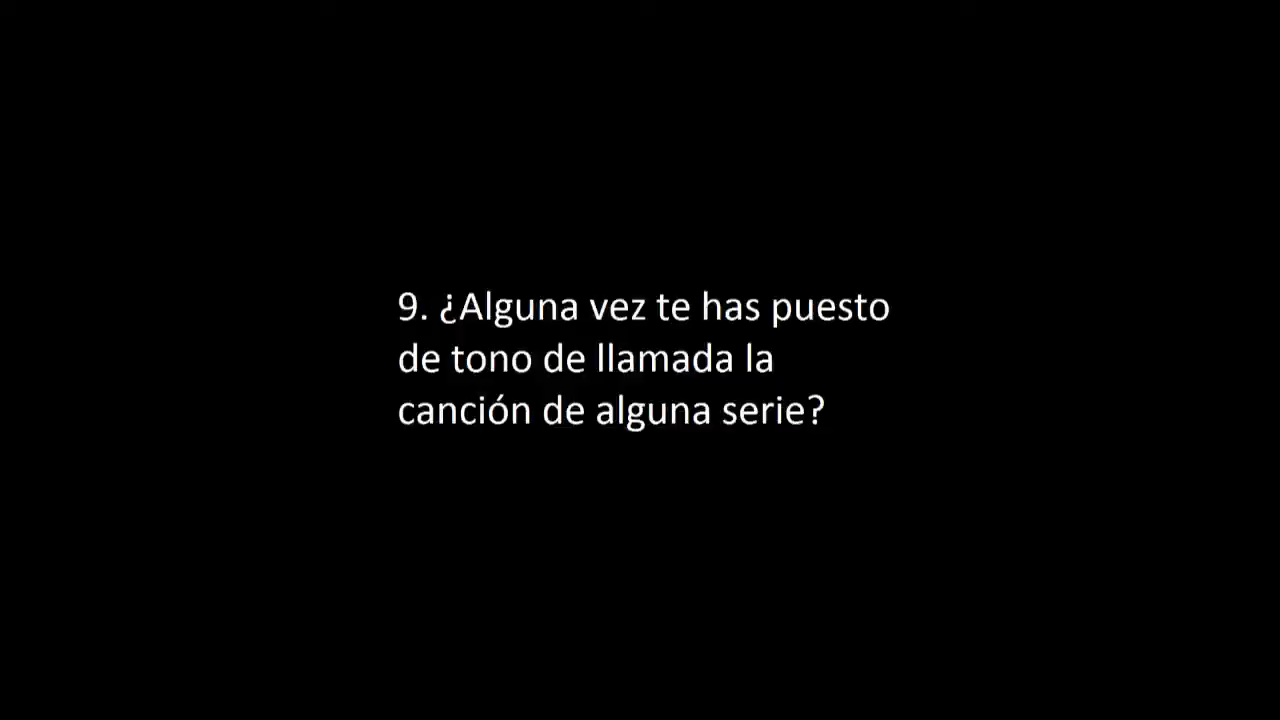 9. ¿Alguna vez te has puesto
de tono de llamada la
canción de alguna serie?